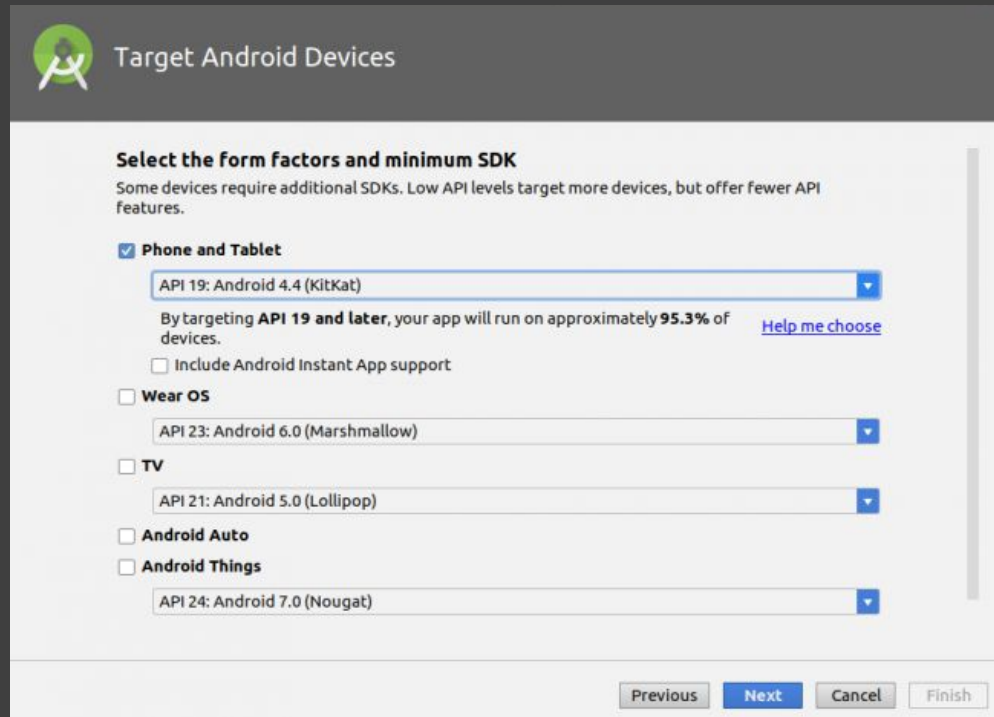 Target Android Devices
Select the form factors and minimum SDK
Some devices require additional SDKs. Low API levels target more devices, but offer fewer API
features.
Phone and Tablet
API 19: Android 4.4 (KitKat)
By targeting API 19 and later, your app will run on approximately 95.3% of
devices.
Help me choose
Include Android Instant App support
Wear OS
API 23: Android 6.0 (Marshmallow)
TV
API 21: Android 5.0 (Lollipop)
Android Auto
Android Things
API 24: Android 7.0 (Nougat)
Previous Next Cancel Finish